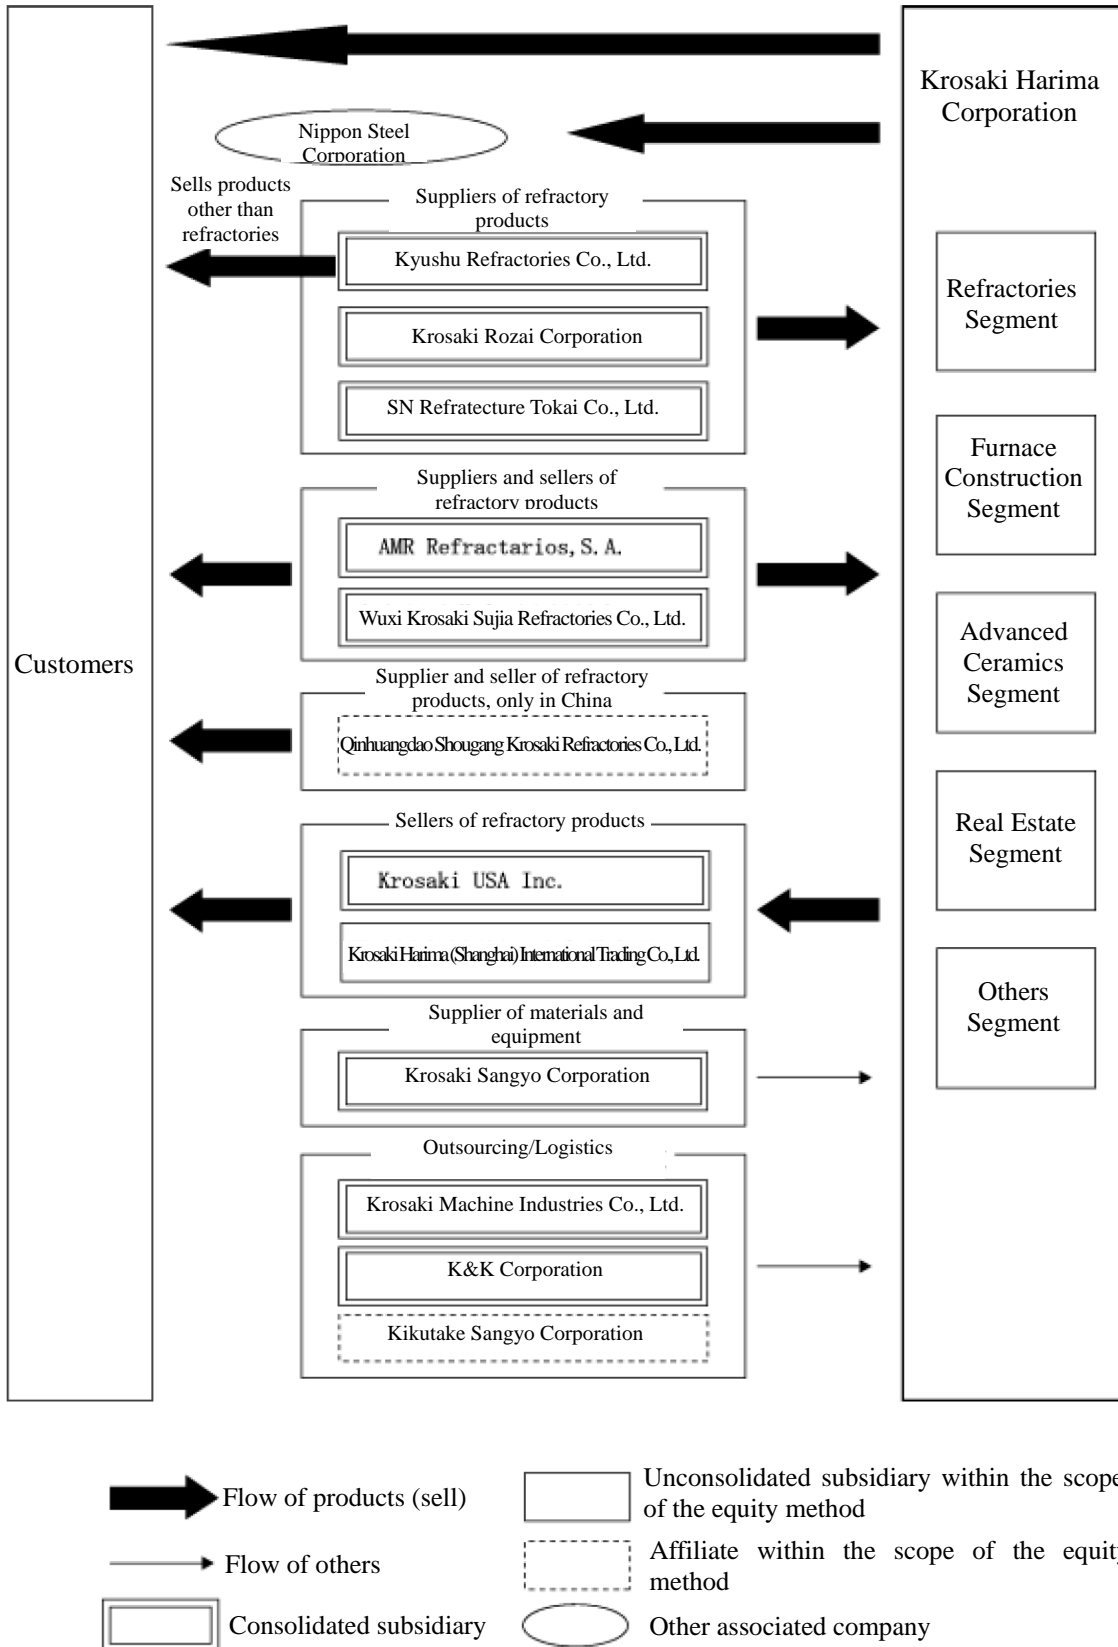 Krosaki Harima
Corporation
Nippon Steel
Corporation
Sells products
other than
refractories
Suppliers of refractory
products
Kyushu Refractories Co., Ltd.
Krosaki Rozai Corporation
SN Refratecture Tokai Co., Ltd.
Refractories
Segment
Furnace
Construction
Segment
Suppliers and sellers of
refractory products
AMR Refractarios, S.A.
Wuxi Krosaki Sujia Refractories Co., Ltd.
Advanced
Ceramics
Segment
Customers
Supplier and seller of refractory
products, only in China
Qinhuangdao Shougang Krosaki Refractories Co., Ltd.
Sellers of refractory products
Krosaki USA Inc.
Krosaki Harima (Shanghai) International Trading Co., Ltd.
Real Estate
Segment
Others
Segment
Supplier of materials and
equipment
Krosaki Sangyo Corporation
Outsourcing/Logistics
Krosaki Machine Industries Co., Ltd.
K&K Corporation
Kikutake Sangyo Corporation
Flow of products (sell)
Flow of others
Consolidated subsidiary
Unconsolidated subsidiary within the scope
of the equity method
Affiliate within the scope of the equity
method
Other associated company